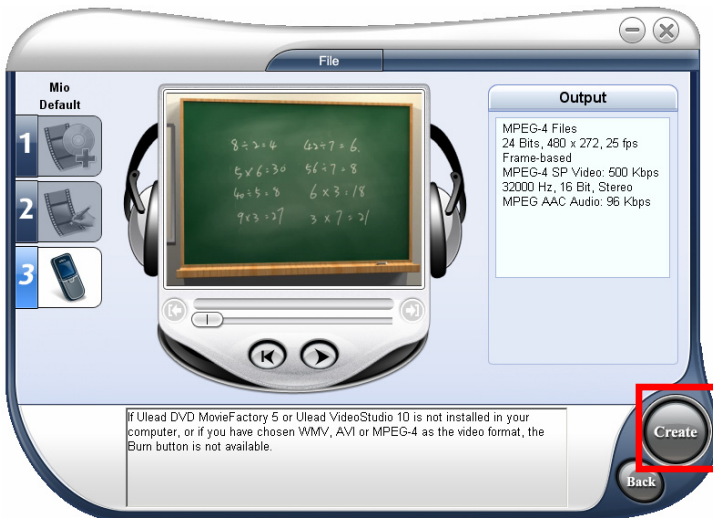 File
Mio
Default
1
2
3
8÷2=4 42÷7=6.
5×6=30 56÷7=8
40÷5=8 6×3=18
9×3=27 3×7=21
Output
MPEG-4 Files
24 Bits, 480 x 272, 25 fps
Frame-based
MPEG-4 SP Video: 500 Kbps
32000 Hz, 16 Bit, Stereo
MPEG AAC Audio: 96 Kbps
If Ulead DVD MovieFactory 5 or Ulead VideoStudio 10 is not installed in your
computer, or if you have chosen WMV, AVI or MPEG-4 as the video format, the
Burn button is not available.
Create
Back